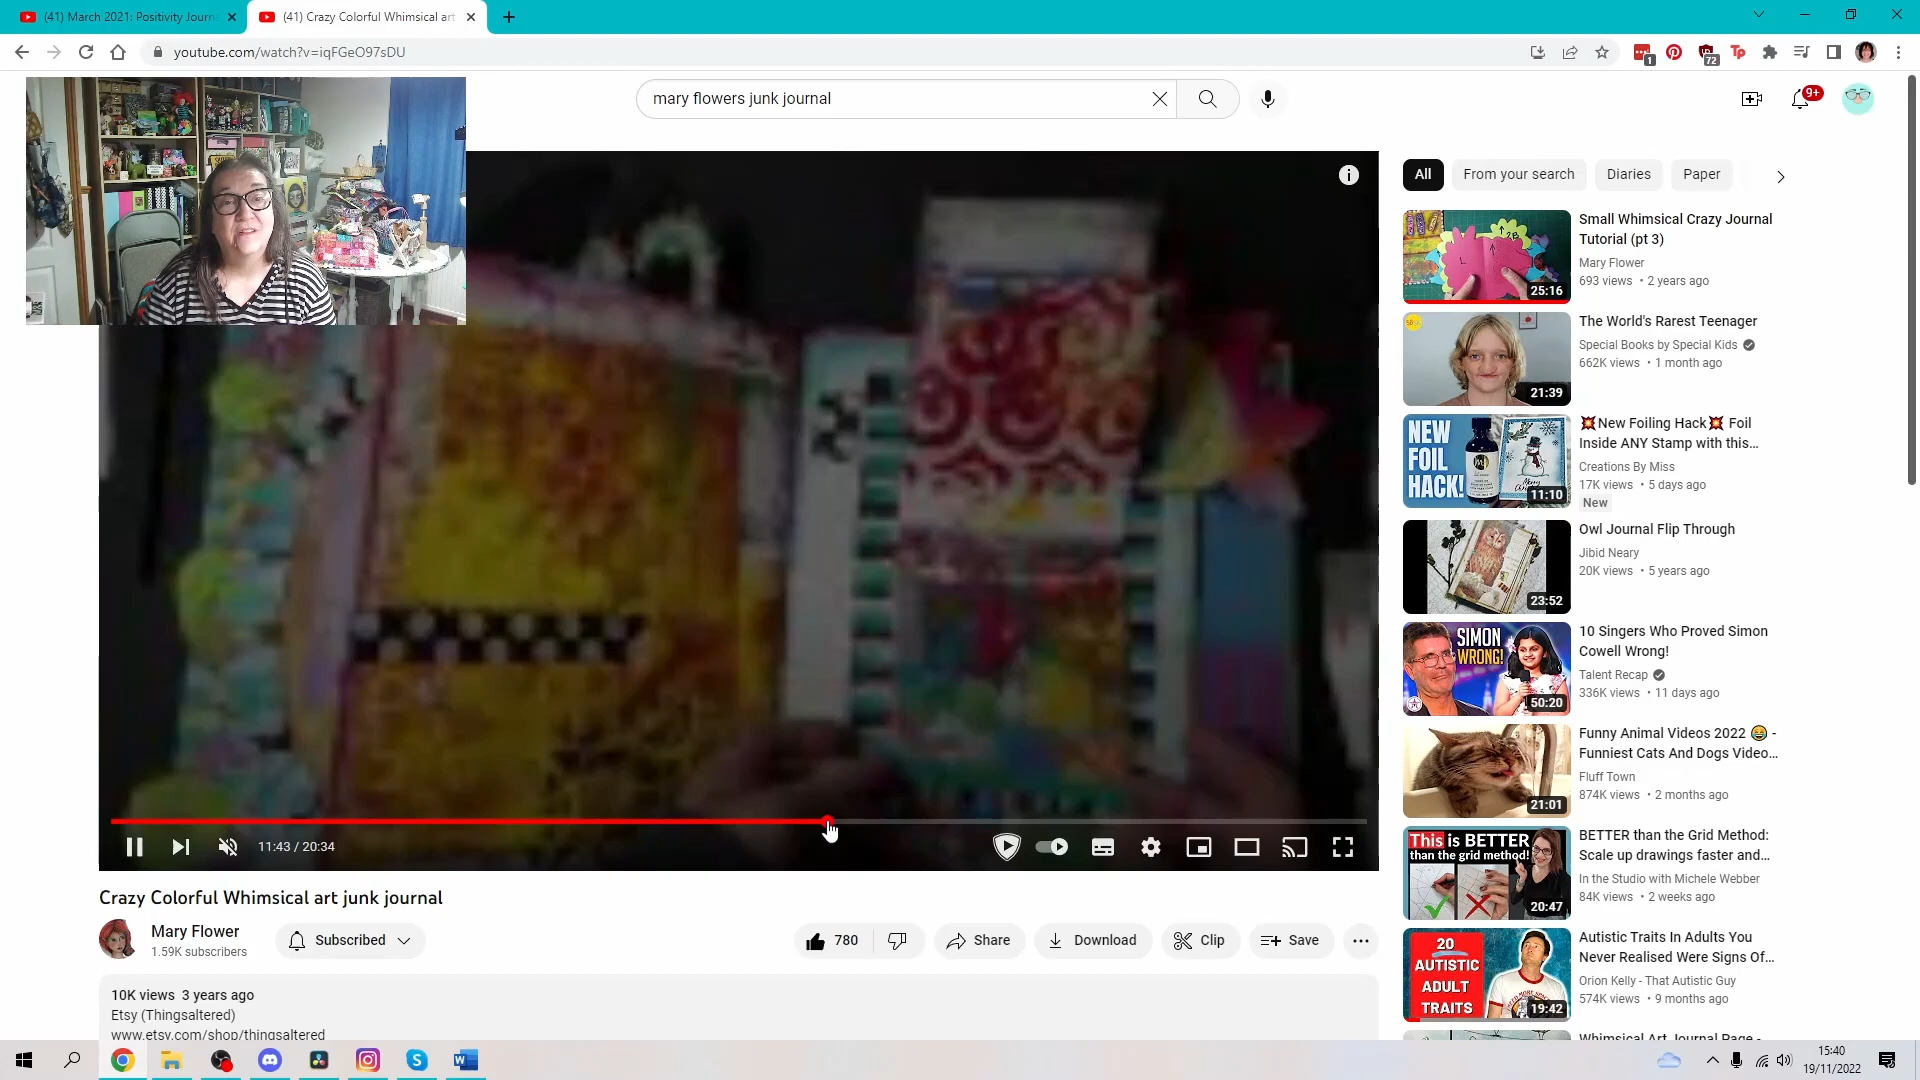 (41) March 2021: Positivity Journ
(41) Crazy Colorful Whimsical art
youtube.com/watch?v=iqFGeO97sDU
1
72
Tp
mary flowers junk journal
9+
All
From your search
Diaries
Paper
Small Whimsical Crazy Journal
Tutorial (pt 3)
Mary Flower
693 views • 2 years ago
25:16
The World's Rarest Teenager
Special Books by Special Kids
662K views • 1 month ago
21:39
NEW
FOIL
HACK!
11:10
💥New Foiling Hack💥 Foil
Inside ANY Stamp with this...
Creations By Miss
17K views • 5 days ago
New
Owl Journal Flip Through
Jibid Neary
20K views • 5 years ago
23:52
SIMON
WRONG!
50:20
10 Singers Who Proved Simon
Cowell Wrong!
Talent Recap
336K views • 11 days ago
Funny Animal Videos 2022 😂 -
Funniest Cats And Dogs Video...
Fluff Town
874K views • 2 months ago
21:01
This is BETTER
than the grid method!
20:47
BETTER than the Grid Method:
Scale up drawings faster and...
In the Studio with Michele Webber
84K views • 2 weeks ago
20
AUTISTIC
ADULT
TRAITS
19:42
Autistic Traits In Adults You
Never Realised Were Signs Of...
Orion Kelly - That Autistic Guy
574K views • 9 months ago
Whimsical Art Journal Page -
11:43 / 20:34
Crazy Colorful Whimsical art junk journal
Mary Flower
1.59K subscribers
Subscribed
780
Share
Download
Clip
Save
10K views 3 years ago
Etsy (Thingsaltered)
www.etsy.com/shop/thingsaltered
15:40
19/11/2022